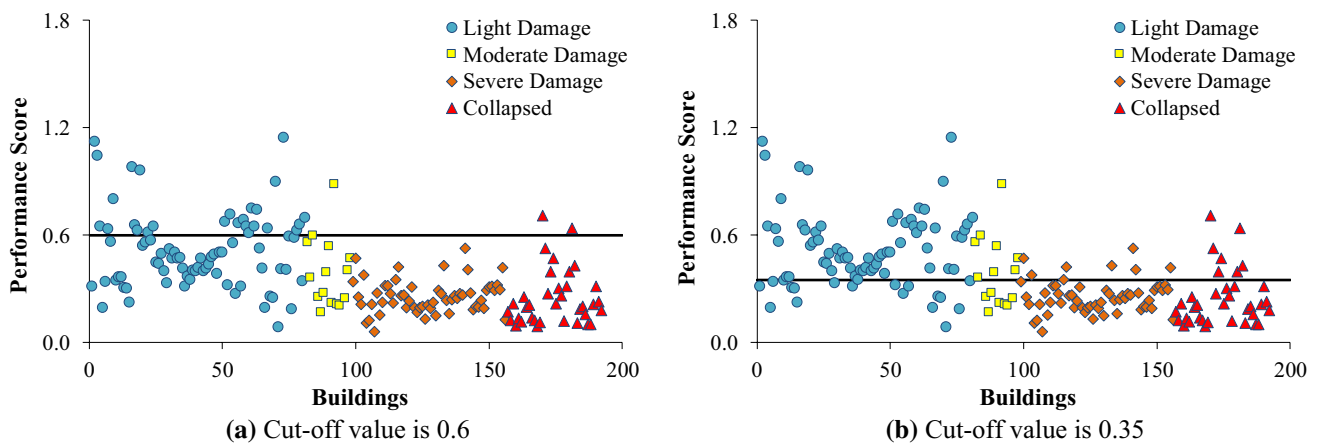 1.8
Light Damage
Moderate Damage
Severe Damage
Collapsed
1.2
0.6
0.0
Performance Score
0 50 100 150 200
Buildings
(a) Cut-off value is 0.6
1.8
Light Damage
Moderate Damage
Severe Damage
Collapsed
1.2
0.6
0.0
Performance Score
0 50 100 150 200
Buildings
(b) Cut-off value is 0.35